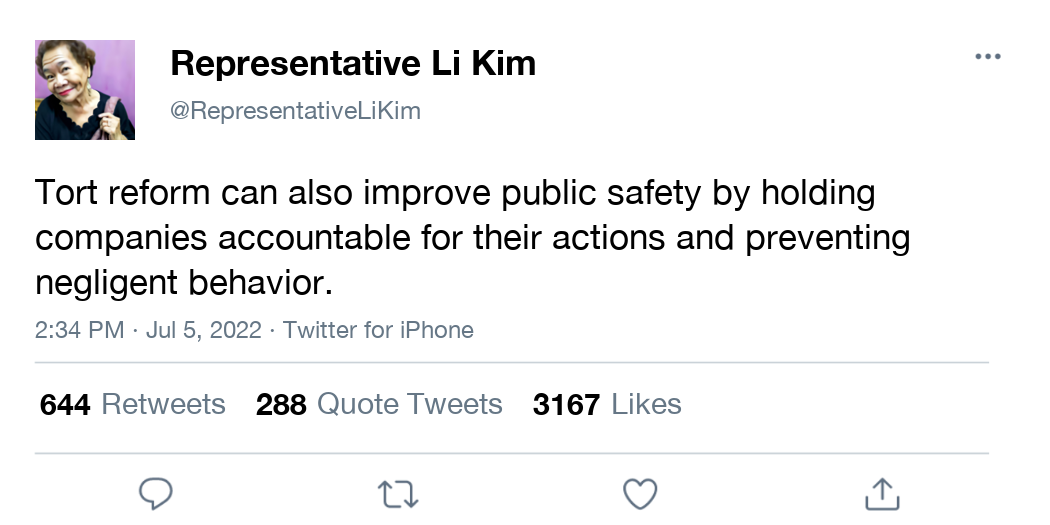 Representative Li Kim
@RepresentativeLiKim
Tort reform can also improve public safety by holding
companies accountable for their actions and preventing
negligent behavior.
2:34 PM · Jul 5, 2022 · Twitter for iPhone
644 Retweets 288 Quote Tweets 3167 Likes